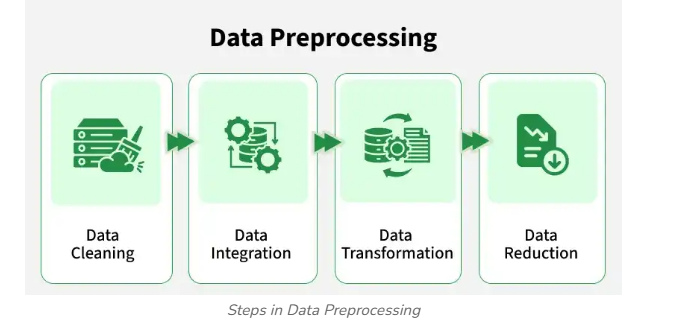 Data Preprocessing
Data
Cleaning
Data
Integration
Data
Transformation
Data
Reduction
Steps in Data Preprocessing